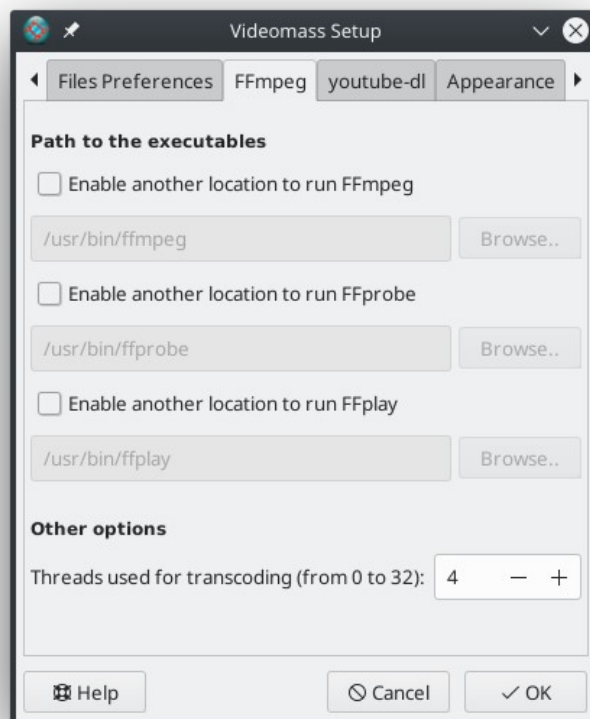 Videomass Setup
Files Preferences FFmpeg youtube-dl Appearance
Path to the executables
Enable another location to run FFmpeg
/usr/bin/ffmpeg Browse..
Enable another location to run FFprobe
/usr/bin/ffprobe Browse..
Enable another location to run FFplay
/usr/bin/ffplay Browse..
Other options
Threads used for transcoding (from 0 to 32): 4 − +
Help Cancel OK